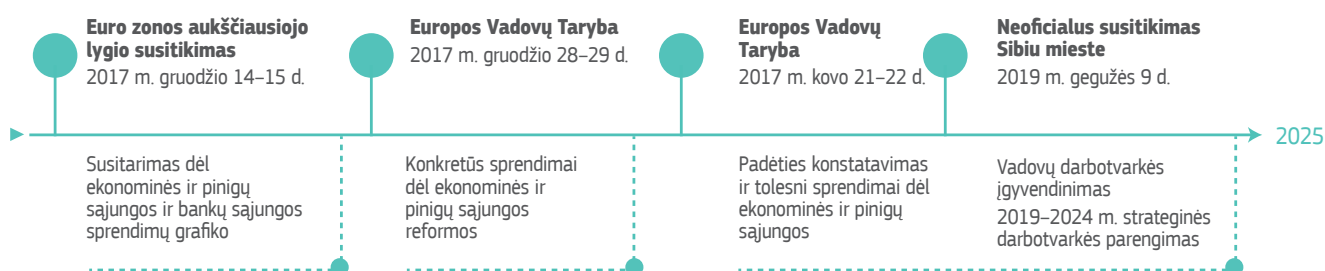 Euro zonos aukščiausiojo
lygio susitikimas
2017 m. gruodžio 14–15 d.
Susitarimas dėl
ekonominės ir pinigų
sąjungos ir bankų sąjungos
sprendimų grafiko
Europos Vadovų Taryba
2017 m. gruodžio 28–29 d.
Konkretūs sprendimai
dėl ekonominės ir
pinigų sąjungos
reformos
Europos Vadovų
Taryba
2017 m. kovo 21–22 d.
Padėties konstatavimas
ir tolesni sprendimai dėl
ekonominės ir pinigų
sąjungos
Neoficialus susitikimas
Sibiu mieste
2019 m. gegužės 9 d.
Vadovų darbotvarkės
įgyvendinimas
2019–2024 m. strateginės
darbotvarkės parengimas
2025